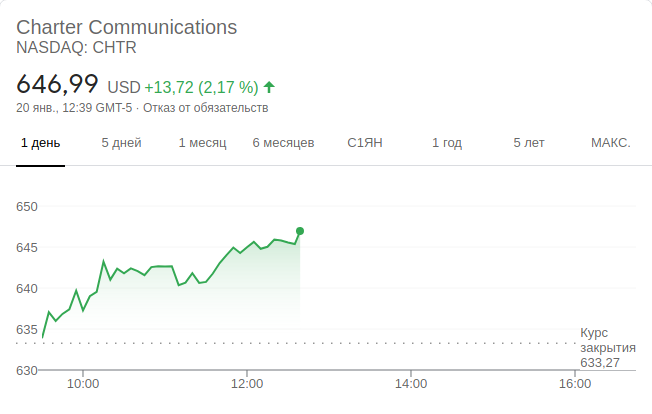 Charter Communications
NASDAQ: CHTR
646,99 USD +13,72 (2,17 %)
20 янв., 12:39 GMT-5 · Отказ от обязательств
1 день 5 дней 1 месяц 6 месяцев С1ЯН 1 год 5 лет МАКС.
650
645
640
635
Курс
закрытия
633,27
630
10:00 12:00 14:00 16:00